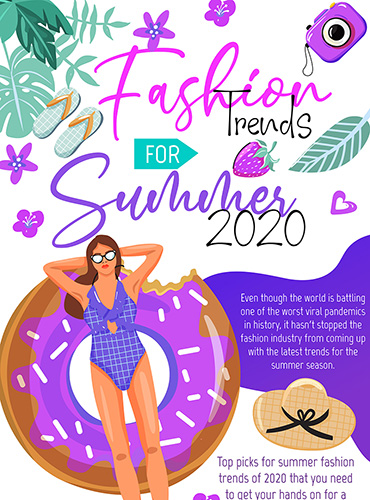 Fashion
Trends
FOR
Summer
2020
Even though the world is battling
one of the worst viral pandemics
in history, it hasn't stopped the
fashion industry from coming up
with the latest trends for the
summer season.
Top picks for summer fashion
trends of 2020 that you need
to get your hands on for a